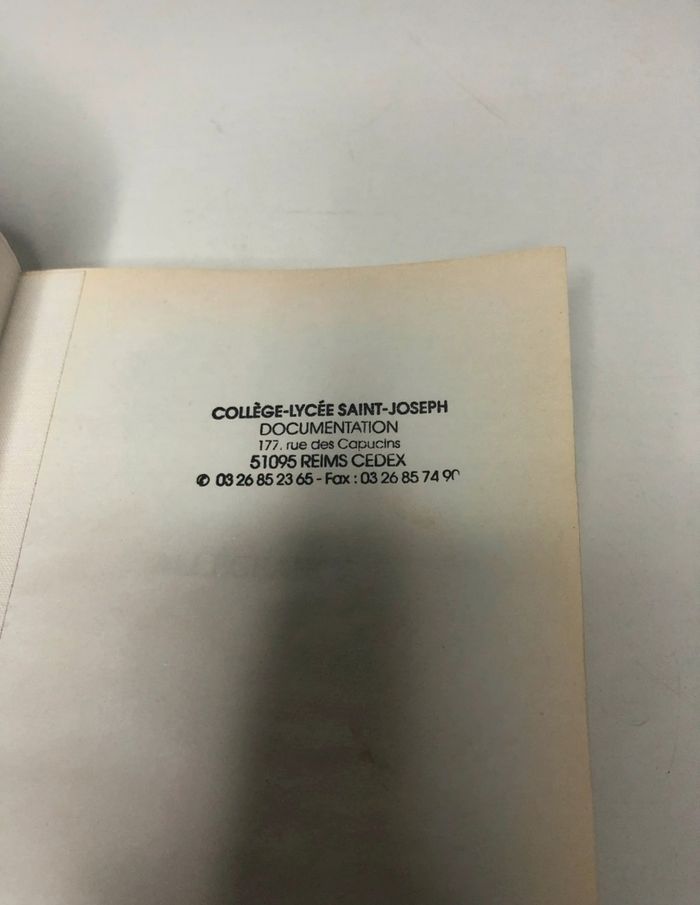 COLLÈGE-LYCÉE SAINT-JOSEPH
DOCUMENTATION
177, rue des Capucins
51095 REIMS CEDEX
✆ 03 26 85 23 65 - Fax : 03 26 85 74